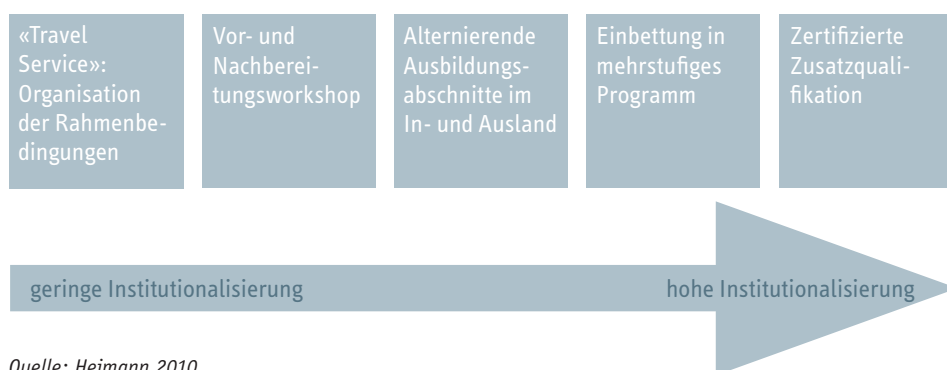 «Travel
Service»:
Organisation
der Rahmenbe-
dingungen
Vor- und
Nachberei-
tungsworkshop
Alternierende
Ausbildungs-
abschnitte im
In- und Ausland
Einbettung in
mehrstufiges
Programm
Zertifizierte
Zusatzquali-
fikation
geringe Institutionalisierung
hohe Institutionalisierung
Quelle: Heimann 2010